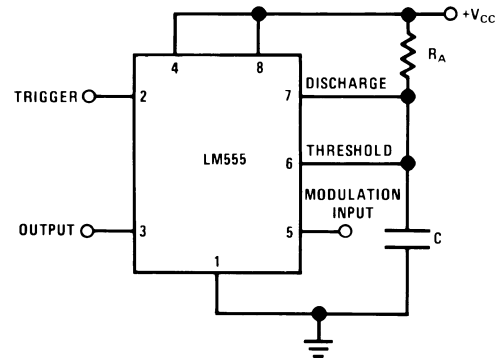 +VCC
4
8
RA
7
DISCHARGE
TRIGGER
2
6
THRESHOLD
LM555
MODULATION
INPUT
OUTPUT
3
5
C
1